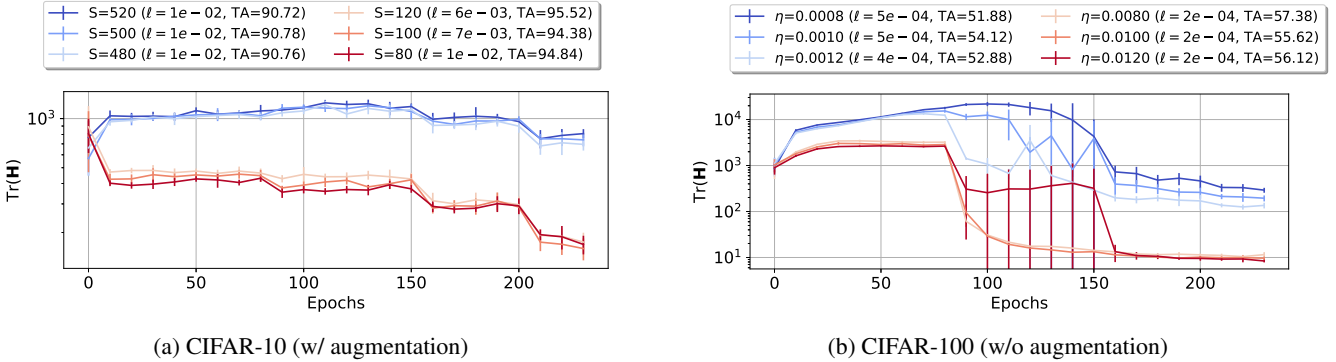 S=520 (ℓ = 1e − 02, TA=90.72)
S=500 (ℓ = 1e − 02, TA=90.78)
S=480 (ℓ = 1e − 02, TA=90.76)
S=120 (ℓ = 6e − 03, TA=95.52)
S=100 (ℓ = 7e − 03, TA=94.38)
S=80 (ℓ = 1e − 02, TA=94.84)
Tr(H)
10³
0 50 100 150 200
Epochs
(a) CIFAR-10 (w/ augmentation)
η=0.0008 (ℓ = 5e − 04, TA=51.88)
η=0.0010 (ℓ = 5e − 04, TA=54.12)
η=0.0012 (ℓ = 4e − 04, TA=52.88)
η=0.0080 (ℓ = 2e − 04, TA=57.38)
η=0.0100 (ℓ = 2e − 04, TA=55.62)
η=0.0120 (ℓ = 2e − 04, TA=56.12)
Tr(H)
10⁴
10³
10²
10¹
0 50 100 150 200
Epochs
(b) CIFAR-100 (w/o augmentation)